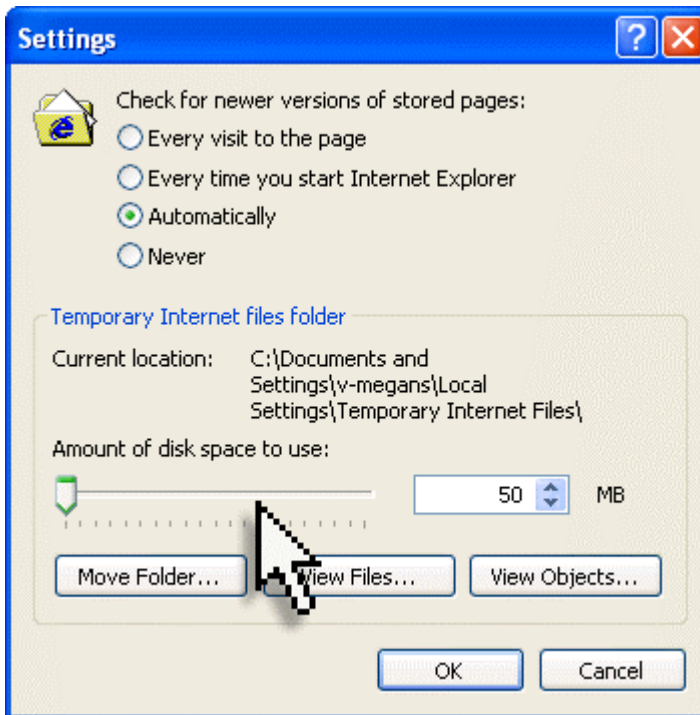 Settings
?
Check for newer versions of stored pages:
Every visit to the page
Every time you start Internet Explorer
Automatically
Never
Temporary Internet files folder
Current location: C:\Documents and
Settings\v-megans\Local
Settings\Temporary Internet Files\
Amount of disk space to use:
50 MB
Move Folder... View Files... View Objects...
OK Cancel